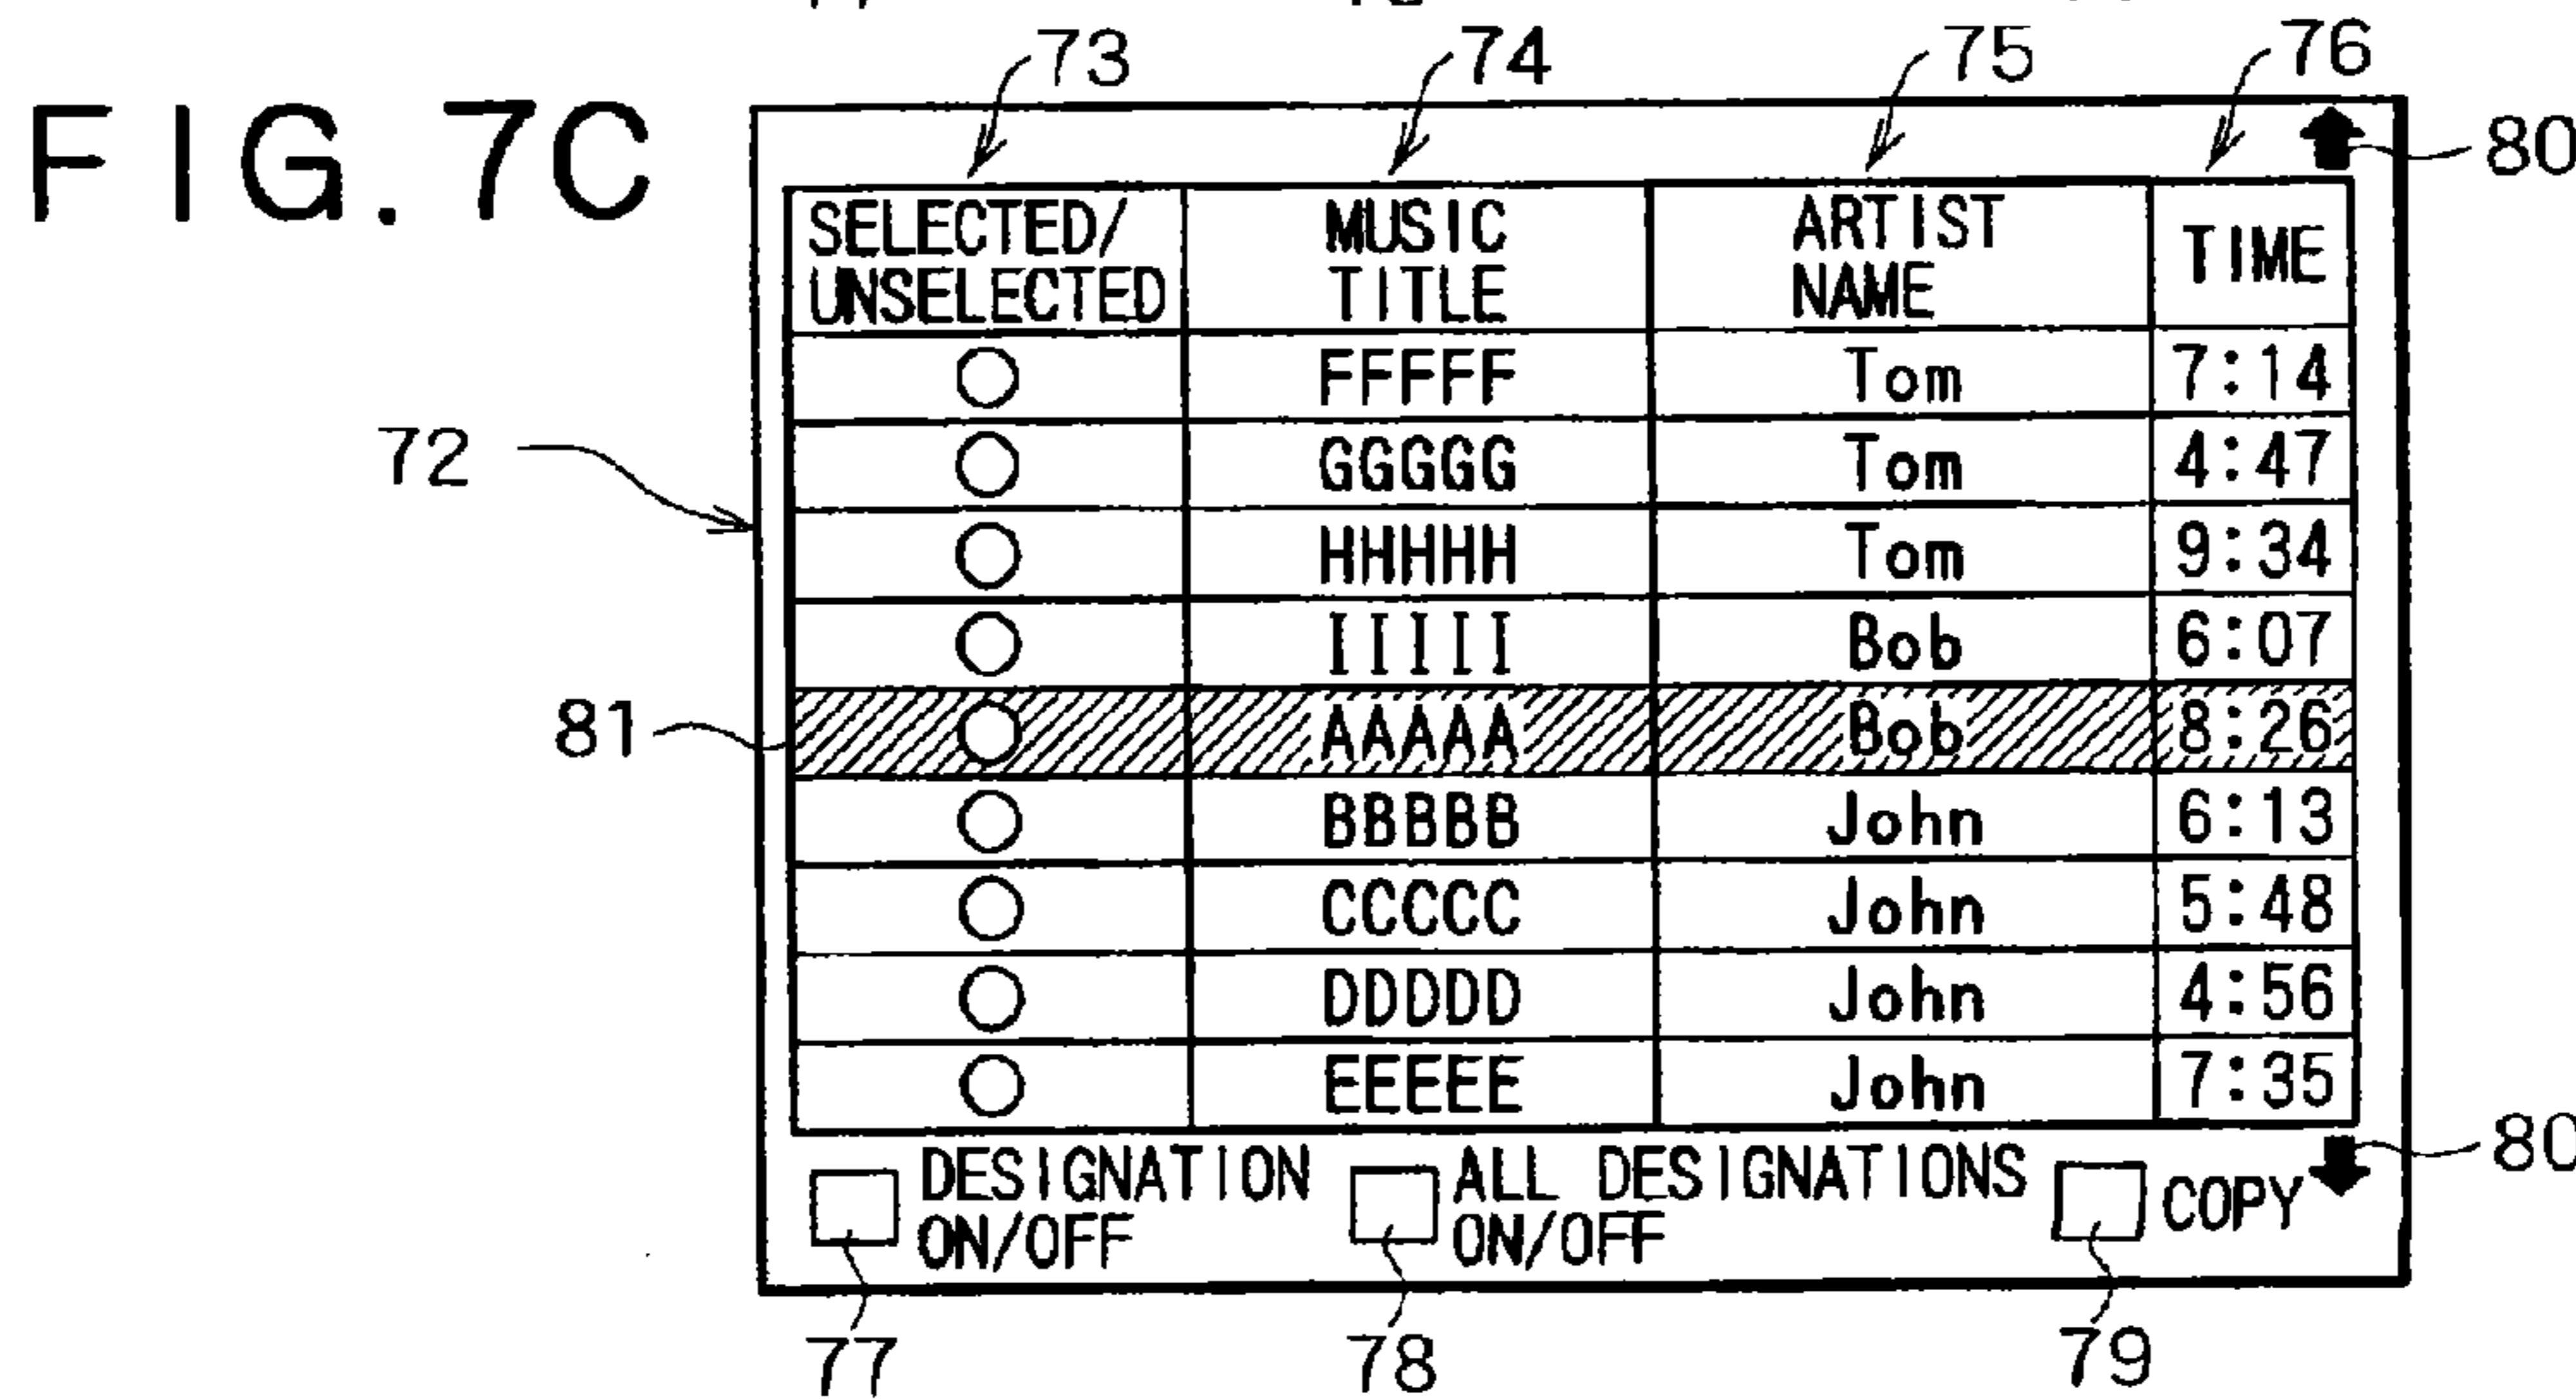 73 74 75 76
FIG. 7C
80
SELECTED/
UNSELECTED
MUSIC
TITLE
ARTIST
NAME
TIME
FFFFF Tom 7:14
72
GGGGG Tom 4:47
HHHHH Tom 9:34
IIIII Bob 6:07
81
AAAAA Bob 8:26
BBBBB John 6:13
CCCCC John 5:48
DDDDD John 4:56
EEEEE John 7:35
80
DESIGNATION
ON/OFF
ALL DESIGNATIONS
ON/OFF
COPY
77 78 79